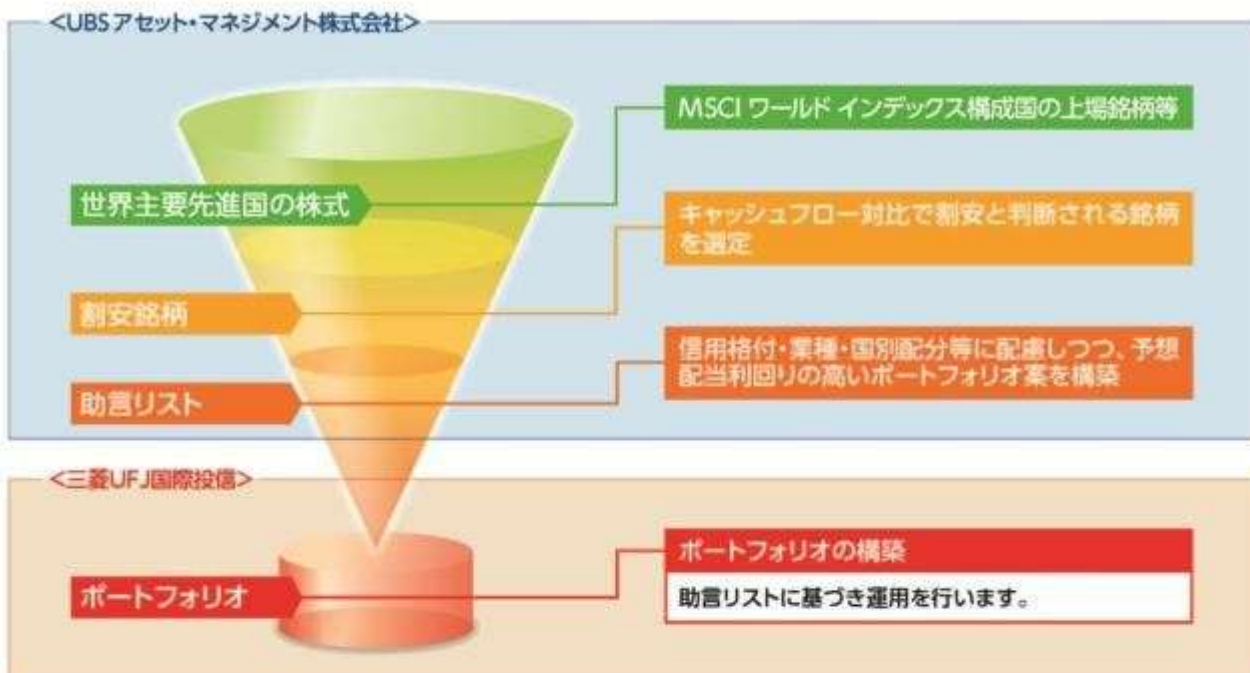 <UBSアセット・マネジメント株式会社>
MSCI ワールド インデックス構成国の上場銘柄等
世界主要先進国の株式
キャッシュフロー対比で割安と判断される銘柄
を選定
割安銘柄
信用格付・業種・国別配分等に配慮しつつ、予想
配当利回りの高いポートフォリオ案を構築
助言リスト
<三菱UFJ国際投信>
ポートフォリオの構築
ポートフォリオ
助言リストに基づき運用を行います。